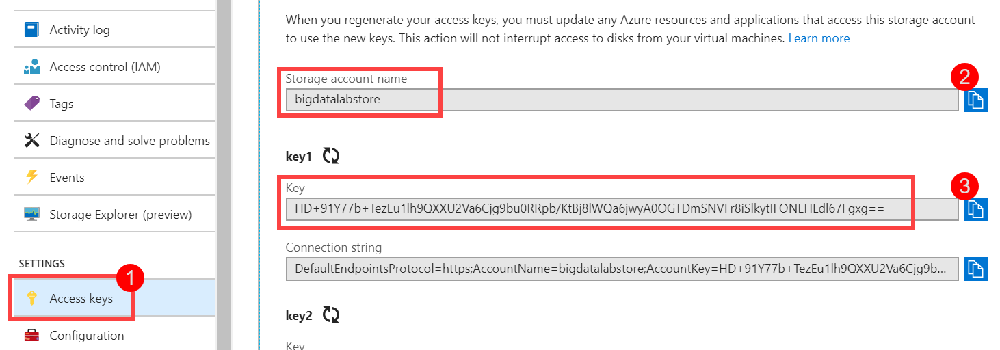 Activity log
Access control (IAM)
Tags
Diagnose and solve problems
Events
Storage Explorer (preview)
SETTINGS
1
Access keys
Configuration
When you regenerate your access keys, you must update any Azure resources and applications that access this storage account
to use the new keys. This action will not interrupt access to disks from your virtual machines. Learn more
Storage account name
2
bigdatalabstore
key1
Key
3
HD+91Y77b+TezEu1lh9QXXU2Va6Cjg9bu0RRpb/KtBj8lWQa6jwyA0OGTDmSNVFr8iSlkytIFONEHLdl67Fgxg==
Connection string
DefaultEndpointsProtocol=https;AccountName=bigdatalabstore;AccountKey=HD+91Y77b+TezEu1lh9QXXU2Va6Cjg9b...
key2
Key